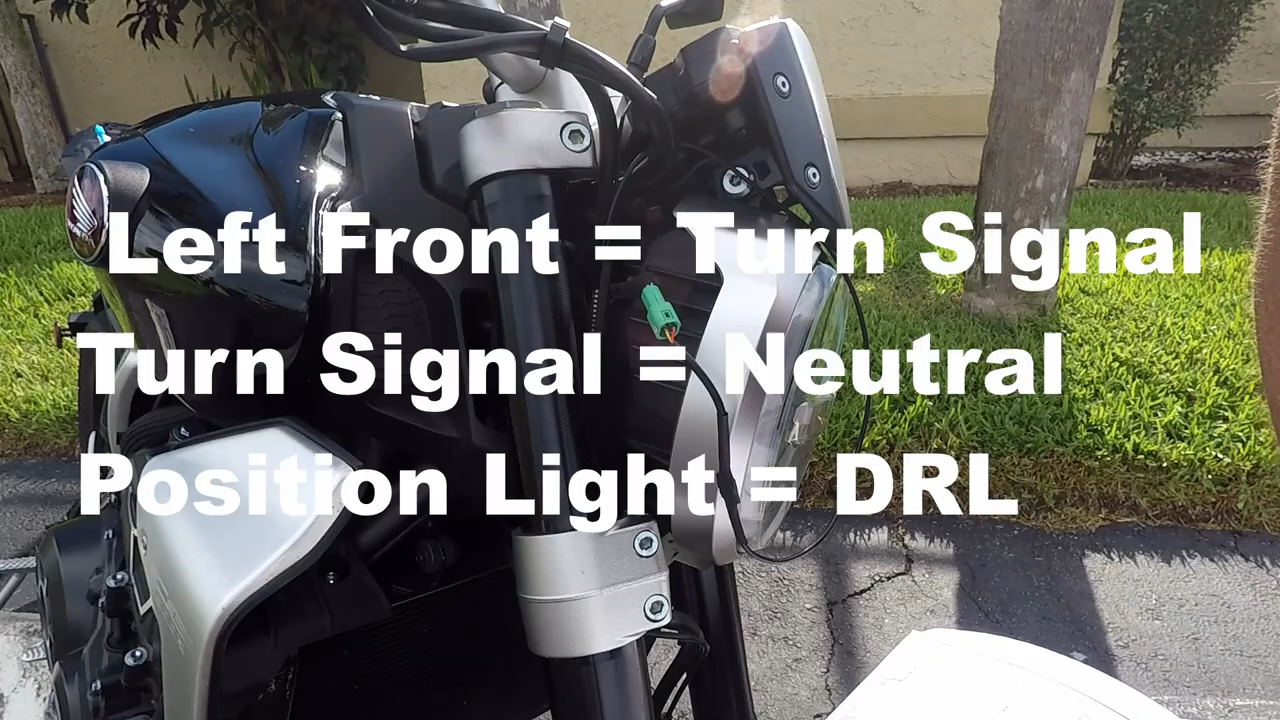 Left Front = Turn Signal
Turn Signal = Neutral
Position Light = DRL